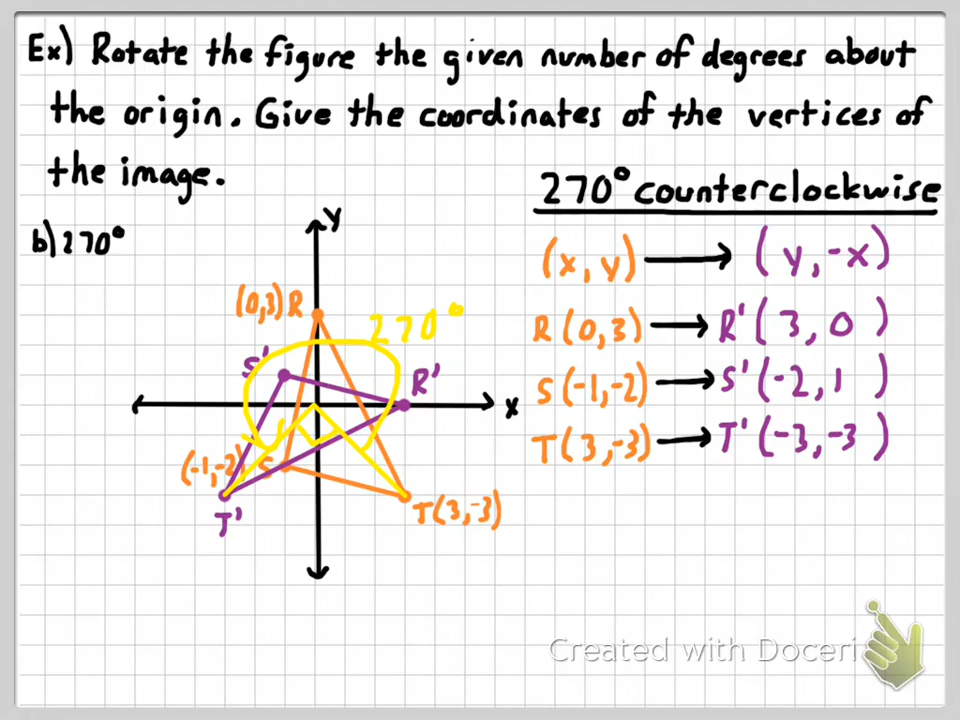 Ex) Rotate the figure the given number of degrees about
the origin. Give the coordinates of the vertices of
the image.
270° counterclockwise
b) 270°
y
(x, y) → (y, -x)
(0,3) R
270°
R(0,3) → R'(3, 0)
S'
R'
S(-1,-2) → S'(-2, 1)
x
T(3,-3) → T'(-3,-3)
(-1,-2) S
T'
T(3,-3)
Created with Doceri